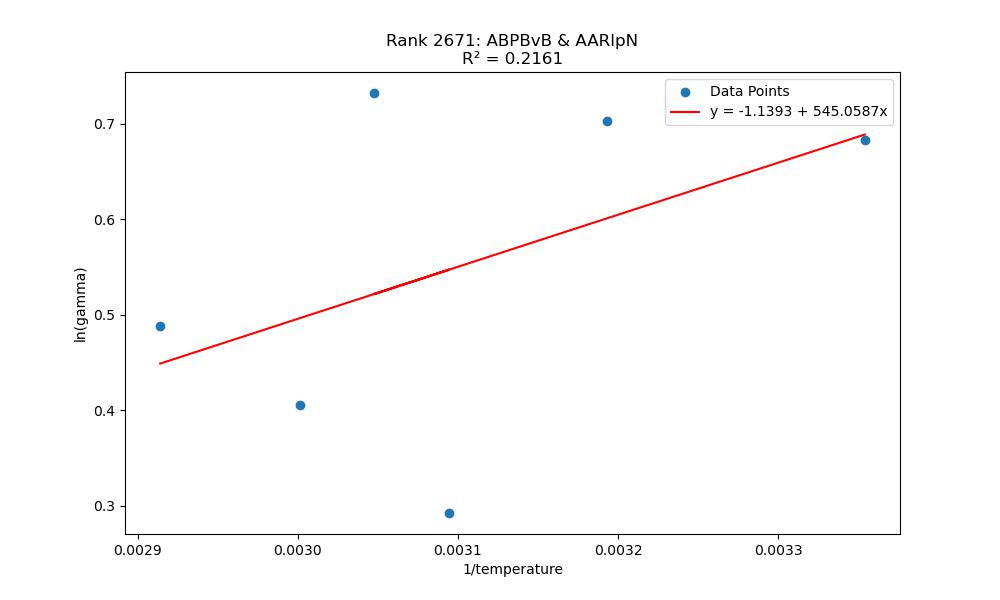 Rank 2671: ABPBvB & AARlpN
R² = 0.2161
Data Points
y = -1.1393 + 545.0587x
0.7
0.6
0.5
0.4
0.3
ln(gamma)
0.0029
0.0030
0.0031
0.0032
0.0033
1/temperature